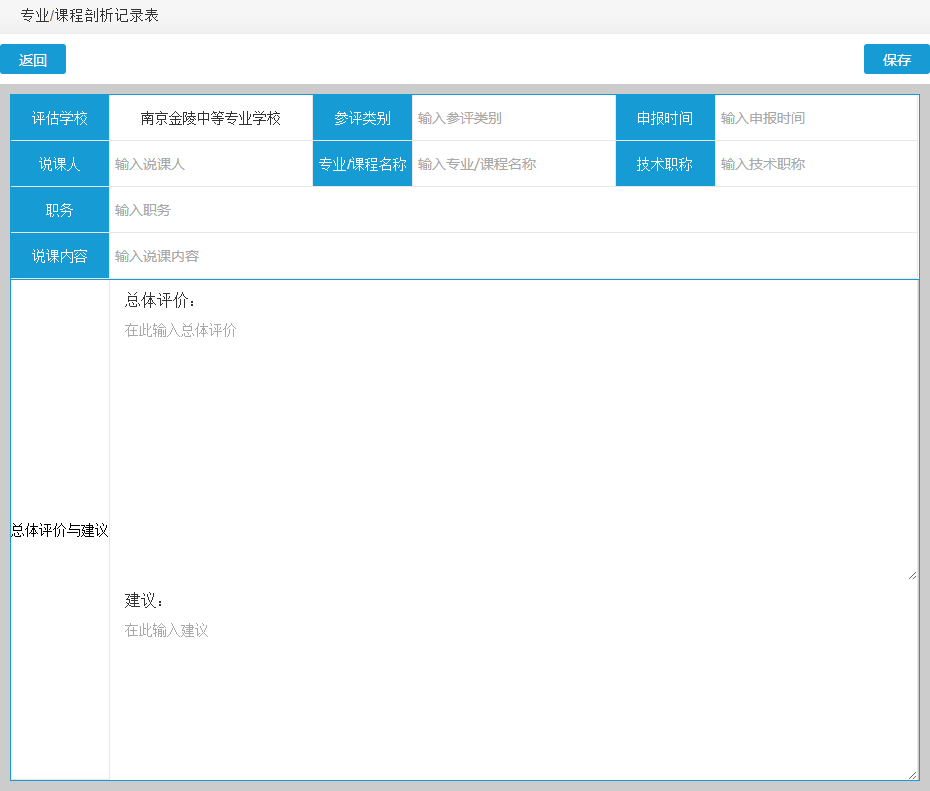 专业/课程剖析记录表
返回 保存
评估学校 南京金陵中等专业学校 参评类别 输入参评类别 申报时间 输入申报时间
说课人 输入说课人 专业/课程名称 输入专业/课程名称 技术职称 输入技术职称
职务 输入职务
说课内容 输入说课内容
总体评价:
在此输入总体评价
总体评价与建议
建议:
在此输入建议